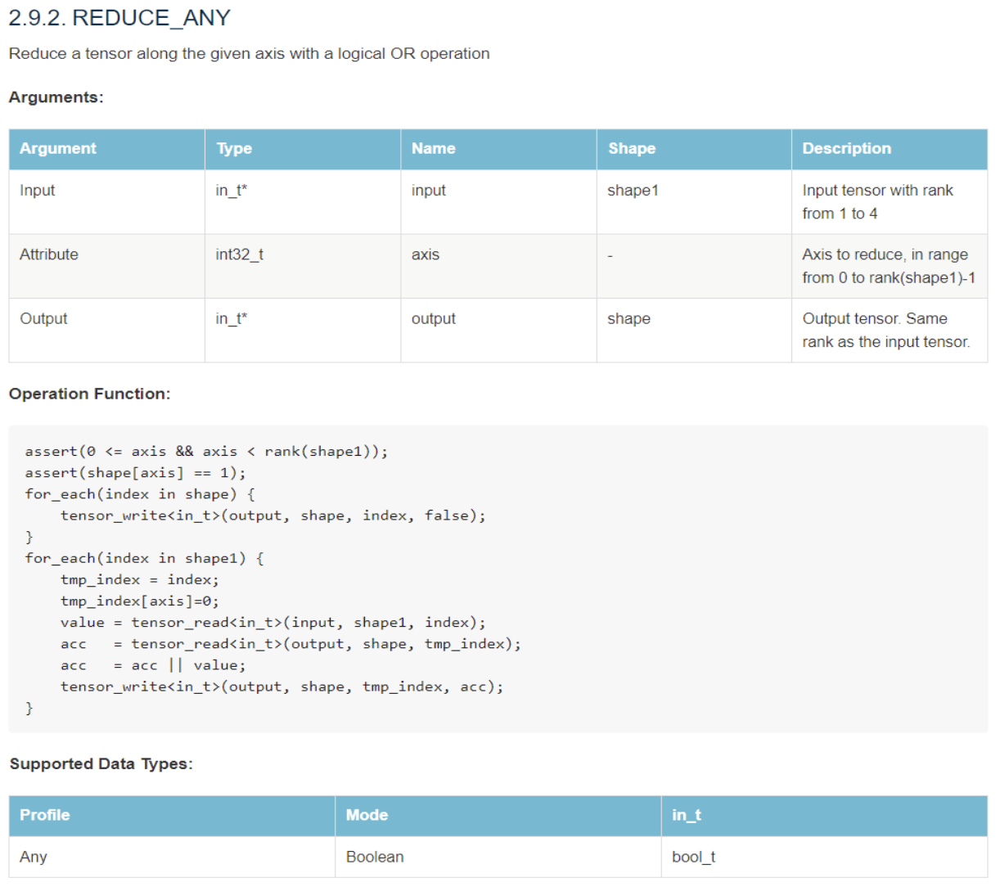 2.9.2. REDUCE_ANY
Reduce a tensor along the given axis with a logical OR operation
Arguments:
Argument Type Name Shape Description
Input in_t* input shape1 Input tensor with rank
from 1 to 4
Attribute int32_t axis - Axis to reduce, in range
from 0 to rank(shape1)-1
Output in_t* output shape Output tensor. Same
rank as the input tensor.
Operation Function:
assert(0 <= axis && axis < rank(shape1));
assert(shape[axis] == 1);
for_each(index in shape) {
    tensor_write<in_t>(output, shape, index, false);
}
for_each(index in shape1) {
    tmp_index = index;
    tmp_index[axis]=0;
    value = tensor_read<in_t>(input, shape1, index);
    acc   = tensor_read<in_t>(output, shape, tmp_index);
    acc   = acc || value;
    tensor_write<in_t>(output, shape, tmp_index, acc);
}
Supported Data Types:
Profile Mode in_t
Any Boolean bool_t